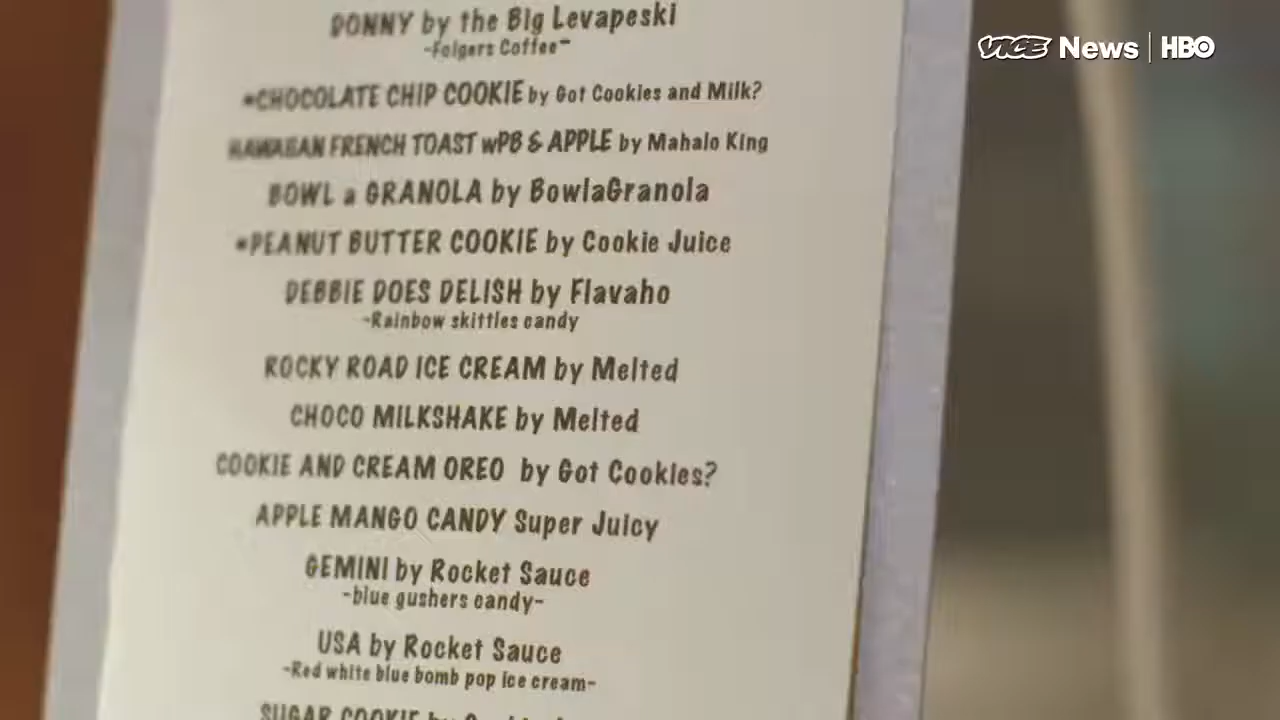 VICE News | HBO
DONNY by the Big Levapeski
-Folgers Coffee~
*CHOCOLATE CHIP COOKIE by Got Cookies and Milk?
HAWAIIAN FRENCH TOAST wPB & APPLE by Mahalo King
BOWL a GRANOLA by BowlaGranola
*PEANUT BUTTER COOKIE by Cookie Juice
DEBBIE DOES DELISH by Flavaho
-Rainbow skittles candy
ROCKY ROAD ICE CREAM by Melted
CHOCO MILKSHAKE by Melted
COOKIE AND CREAM OREO by Got Cookies?
APPLE MANGO CANDY Super Juicy
GEMINI by Rocket Sauce
-blue gushers candy-
USA by Rocket Sauce
-Red white blue bomb pop ice cream-
SUGAR COOKIE by